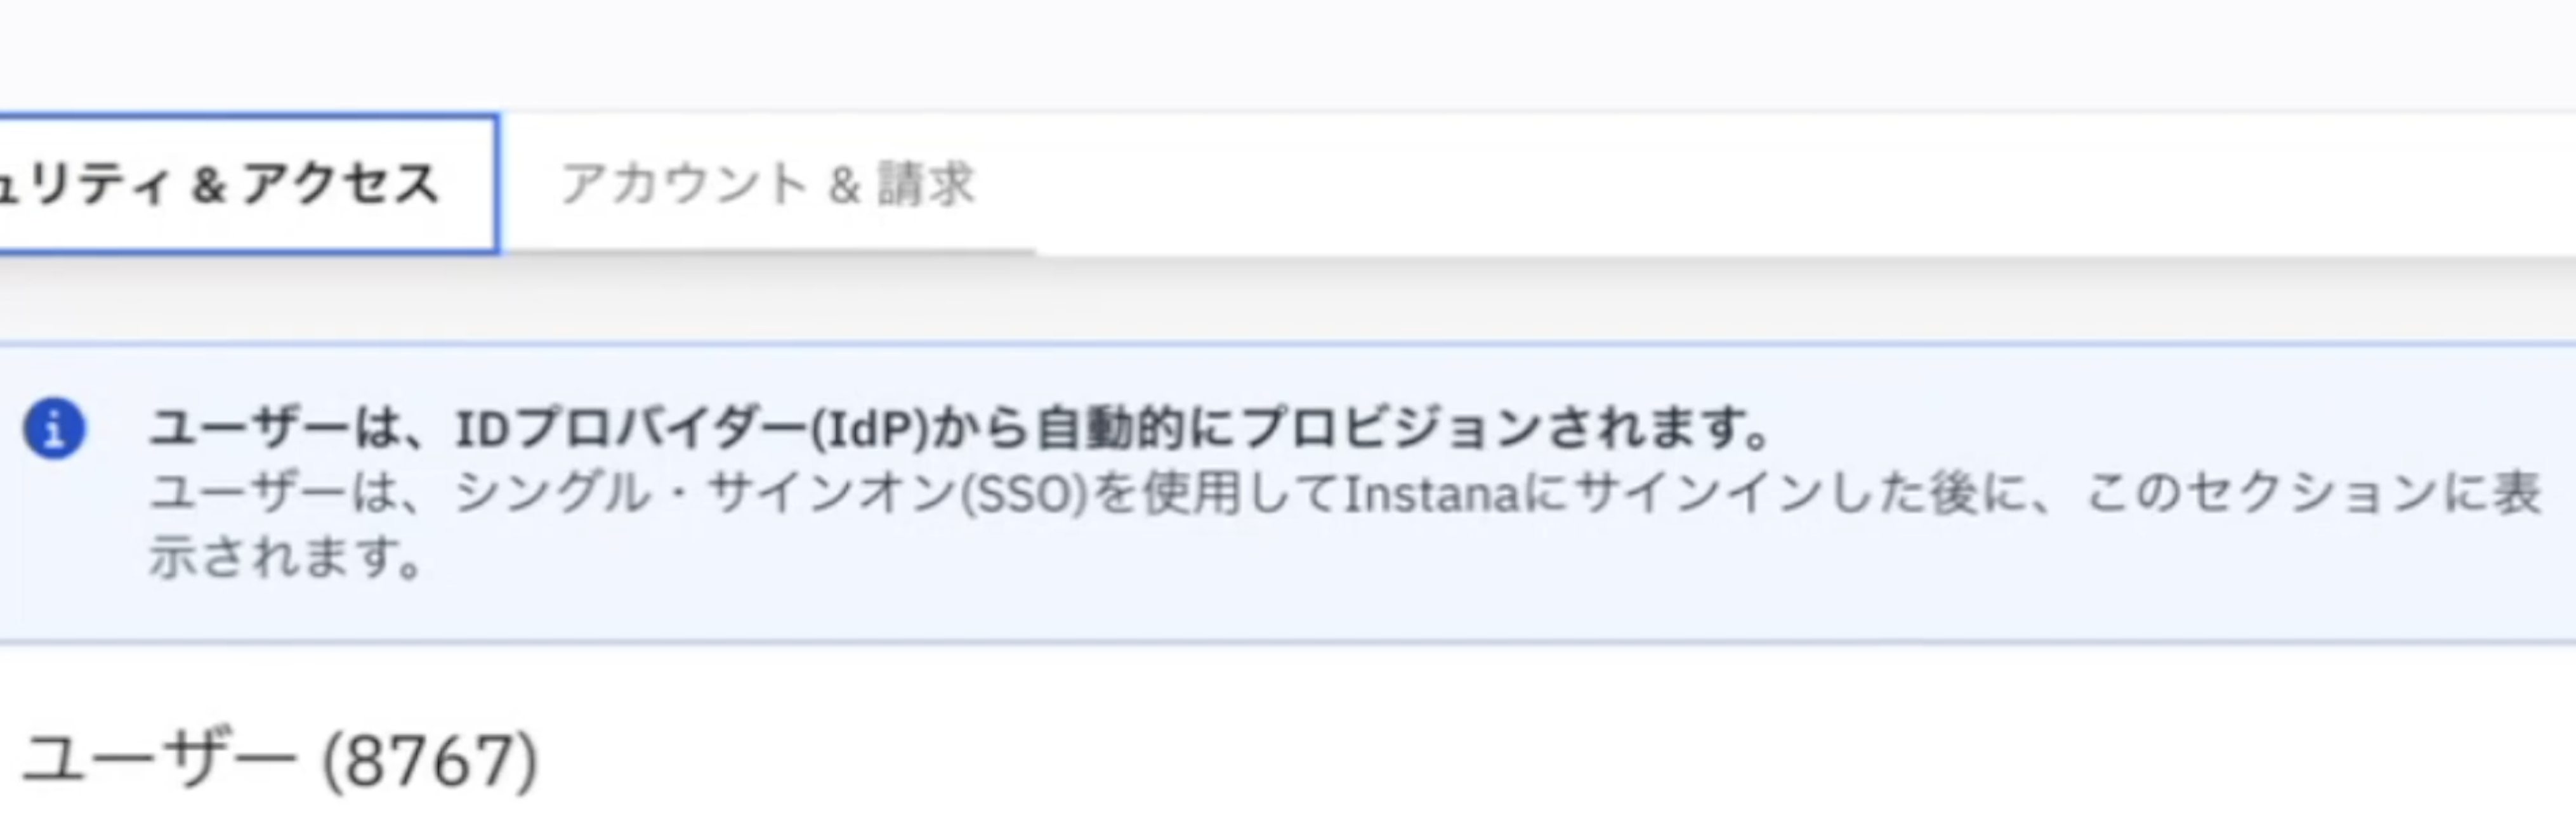 ュリティ & アクセス
アカウント & 請求
ユーザーは、IDプロバイダー(IdP)から自動的にプロビジョンされます。
ユーザーは、シングル・サインオン(SSO)を使用してInstanaにサインインした後に、このセクションに表
示されます。
ユーザー (8767)